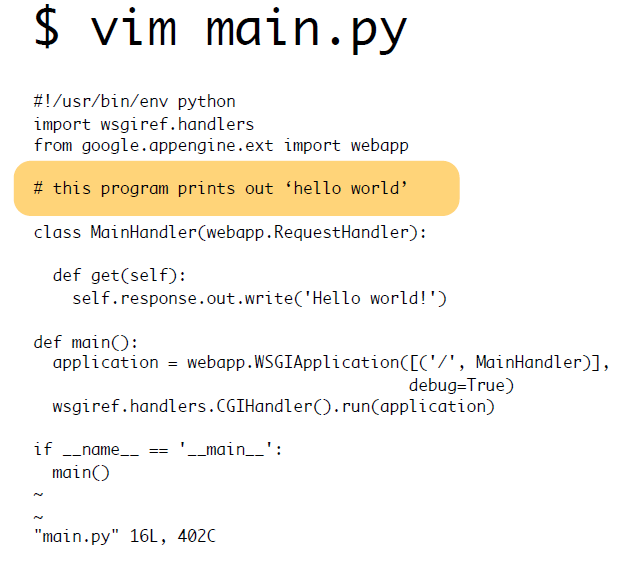 $ vim main.py
#!/usr/bin/env python
import wsgiref.handlers
from google.appengine.ext import webapp
# this program prints out ‘hello world’
class MainHandler(webapp.RequestHandler):
  def get(self):
    self.response.out.write('Hello world!')
def main():
  application = webapp.WSGIApplication([('/', MainHandler)],
                                       debug=True)
  wsgiref.handlers.CGIHandler().run(application)
if __name__ == '__main__':
  main()
~
~
"main.py" 16L, 402C